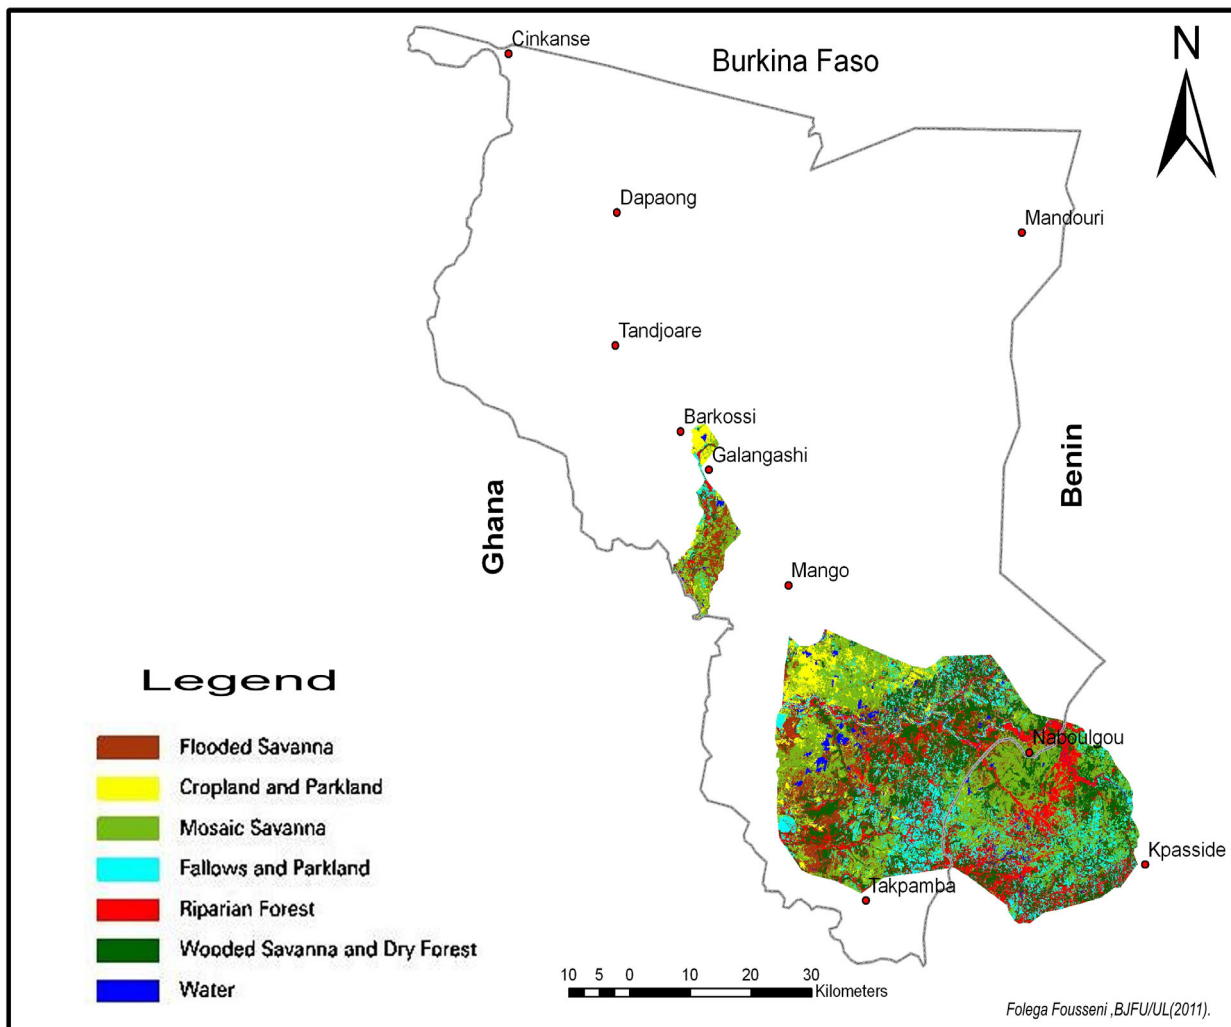 Cinkanse
Burkina Faso
N
Dapaong
Mandouri
Tandjoare
Barkossi
Galangashi
Ghana
Benin
Mango
Legend
Naboulgou
Flooded Savanna
Cropland and Parkland
Mosaic Savanna
Fallows and Parkland
Kpasside
Takpamba
Riparian Forest
Wooded Savanna and Dry Forest
Water
10 5 0 10 20 30
Kilometers
Folega Fousseni ,BJFU/UL(2011).